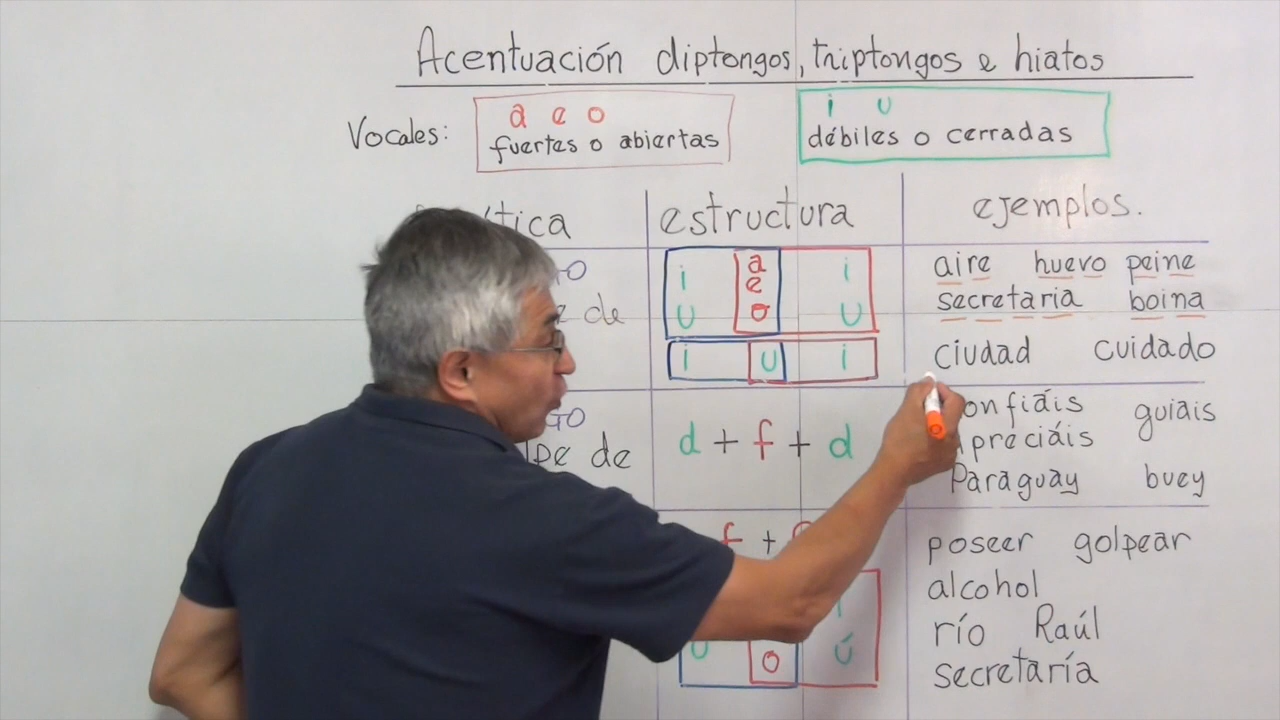 Acentuación diptongos, triptongos e hiatos
a e o
i u
Vocales: fuertes o abiertas
débiles o cerradas
estructura
ejemplos.
i a i
e
u o u
aire huevo peine
de
secretaria boina
i u i
ciudad cuidado
confiáis guiais
d + f + d
de
apreciáis
Paraguay buey
f +
poseer golpear
alcohol
río Raúl
u o ú
secretaría